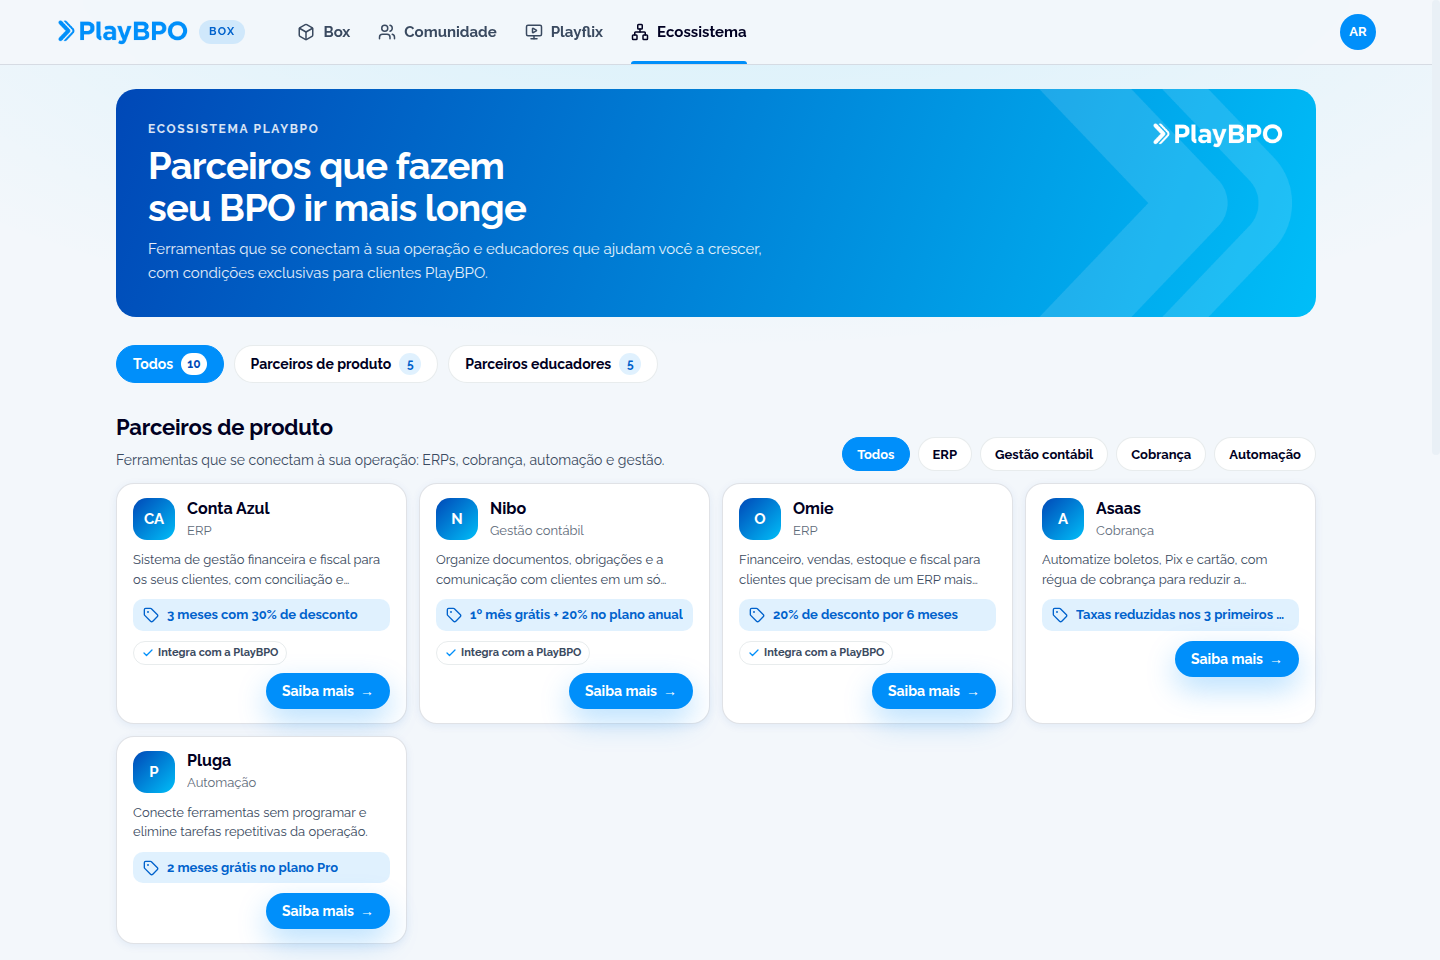 PlayBPO BOX Box Comunidade Playflix Ecossistema AR
ECOSSISTEMA PLAYBPO
PlayBPO
Parceiros que fazem
seu BPO ir mais longe
Ferramentas que se conectam à sua operação e educadores que ajudam você a crescer,
com condições exclusivas para clientes PlayBPO.
Todos 10 Parceiros de produto 5 Parceiros educadores 5
Parceiros de produto
Ferramentas que se conectam à sua operação: ERPs, cobrança, automação e gestão.
Todos ERP Gestão contábil Cobrança Automação
CA Conta Azul
ERP
Sistema de gestão financeira e fiscal para
os seus clientes, com conciliação e...
3 meses com 30% de desconto
Integra com a PlayBPO
Saiba mais →
N Nibo
Gestão contábil
Organize documentos, obrigações e a
comunicação com clientes em um só...
1º mês grátis + 20% no plano anual
Integra com a PlayBPO
Saiba mais →
O Omie
ERP
Financeiro, vendas, estoque e fiscal para
clientes que precisam de um ERP mais...
20% de desconto por 6 meses
Integra com a PlayBPO
Saiba mais →
A Asaas
Cobrança
Automatize boletos, Pix e cartão, com
régua de cobrança para reduzir a...
Taxas reduzidas nos 3 primeiros ...
Saiba mais →
P Pluga
Automação
Conecte ferramentas sem programar e
elimine tarefas repetitivas da operação.
2 meses grátis no plano Pro
Saiba mais →